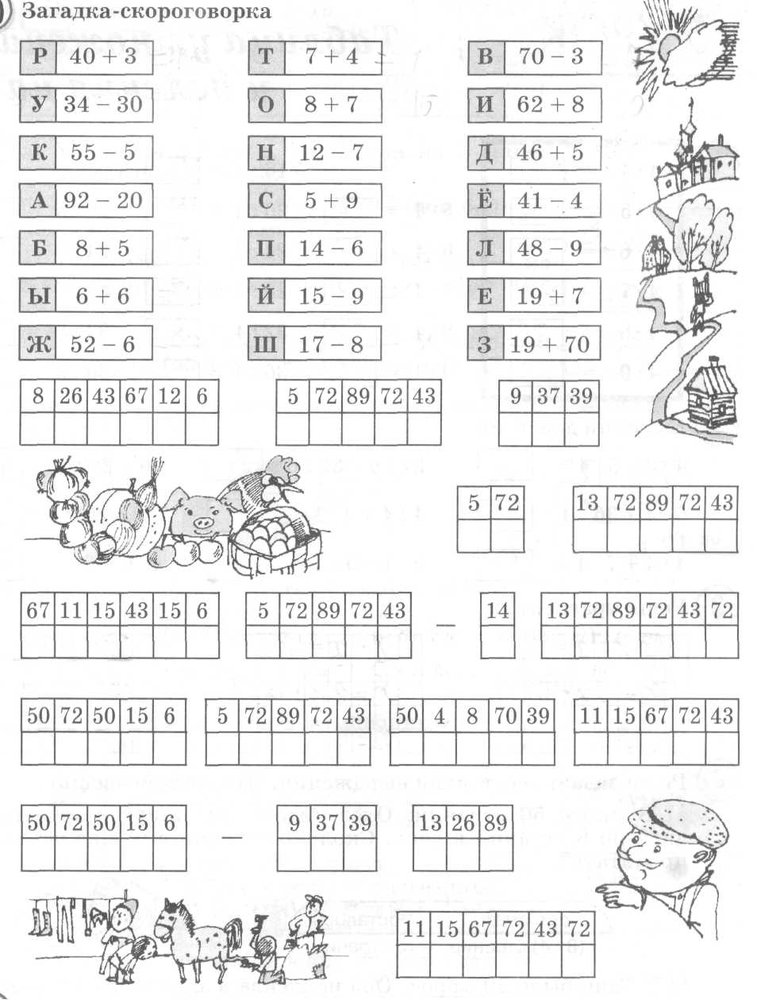 Загадка-скороговорка
Р 40 + 3 Т 7 + 4 В 70 – 3
У 34 – 30 О 8 + 7 И 62 + 8
К 55 – 5 Н 12 – 7 Д 46 + 5
А 92 – 20 С 5 + 9 Ё 41 – 4
Б 8 + 5 П 14 – 6 Л 48 – 9
Ы 6 + 6 Й 15 – 9 Е 19 + 7
Ж 52 – 6 Ш 17 – 8 З 19 + 70
8 26 43 67 12 6 5 72 89 72 43 9 37 39
5 72 13 72 89 72 43
67 11 15 43 15 6 5 72 89 72 43 — 14 13 72 89 72 43 72
50 72 50 15 6 5 72 89 72 43 50 4 8 70 39 11 15 67 72 43
50 72 50 15 6 — 9 37 39 13 26 89
11 15 67 72 43 72